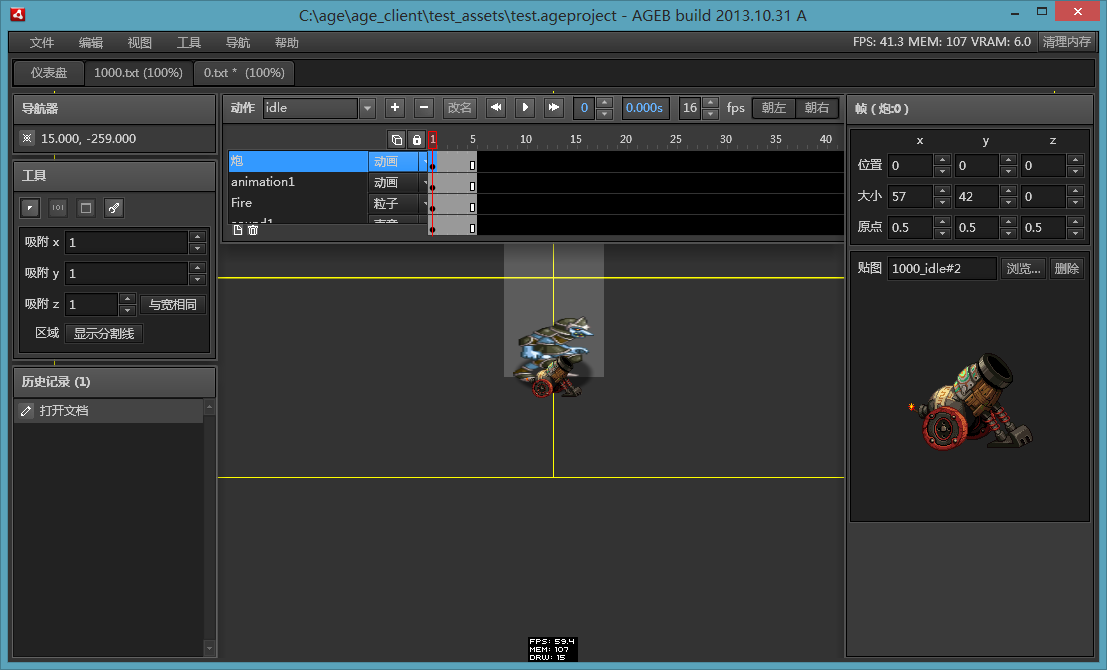 C:\age\age_client\test_assets\test.ageproject - AGEB build 2013.10.31 A
文件 编辑 视图 工具 导航 帮助 FPS: 41.3 MEM: 107 VRAM: 6.0 清理内存
仪表盘 1000.txt (100%) 0.txt * (100%)
导航器
15.000, -259.000
工具
吸附 x 1
吸附 y 1
吸附 z 1 与宽相同
区域 显示分割线
历史记录 (1)
打开文档
动作 idle 改名 0 0.000s 16 fps 朝左 朝右
1 5 10 15 20 25 30 35 40
炮 动画
animation1 动画
Fire 粒子
sound1 声音
帧 ( 炮:0 )
x y z
位置 0 0 0
大小 57 42 0
原点 0.5 0.5 0.5
贴图 1000_idle#2 浏览... 删除
FPS: 59.4
MEM: 107
DRW: 15